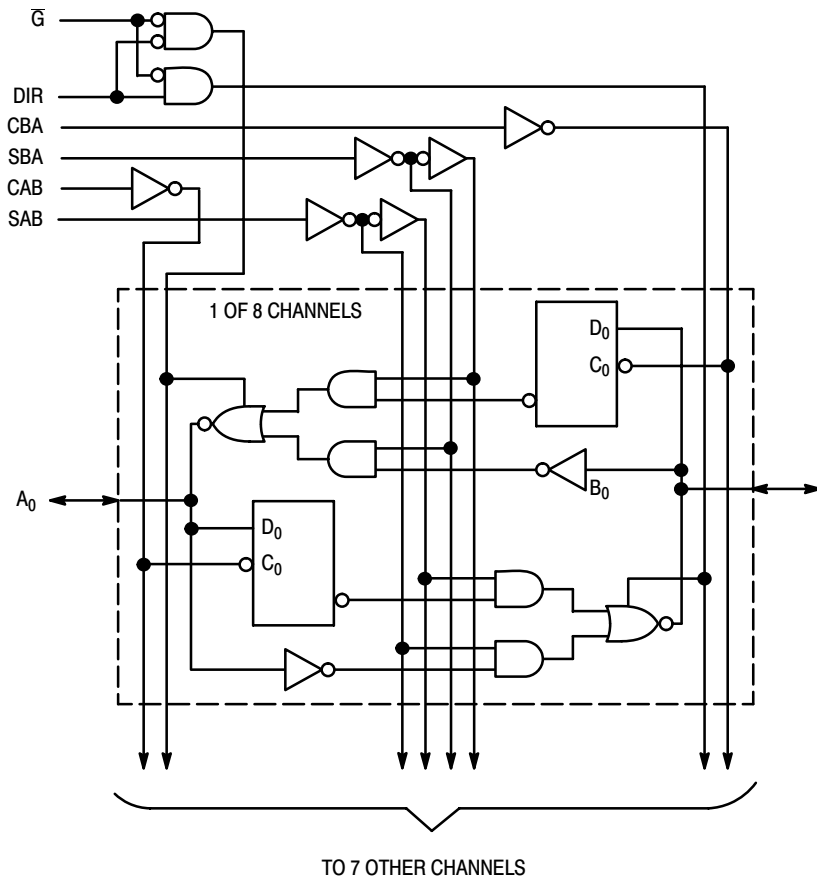 G̅
DIR
CBA
SBA
CAB
SAB
1 OF 8 CHANNELS
D₀
C₀
B₀
A₀
D₀
C₀
TO 7 OTHER CHANNELS